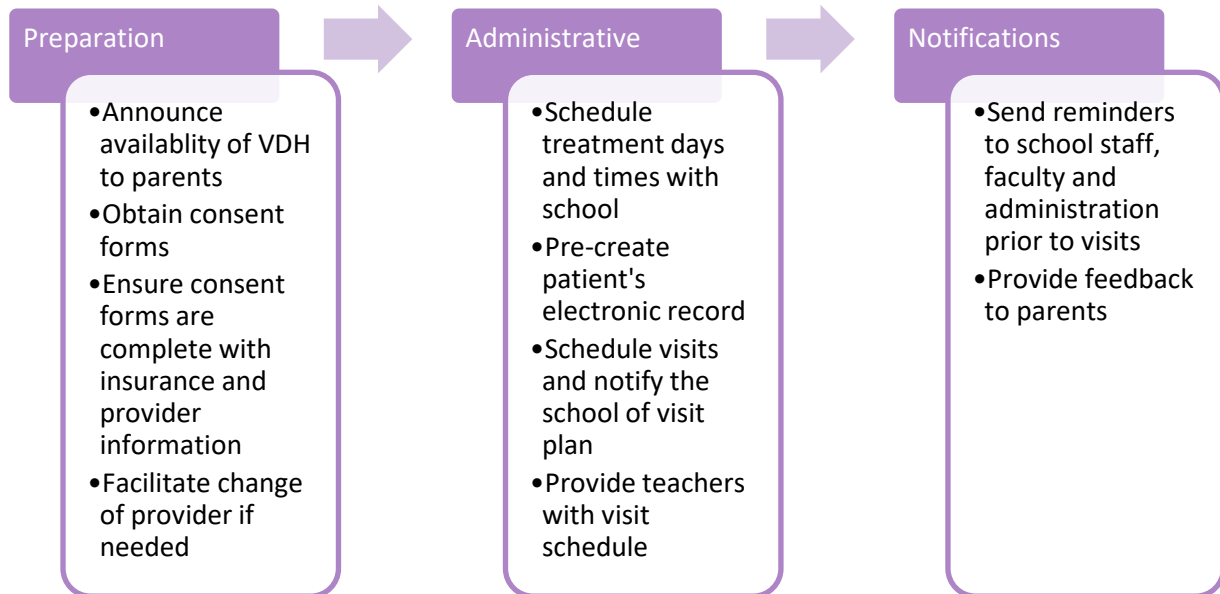 Preparation
•Announce
availablity of VDH
to parents
•Obtain consent
forms
•Ensure consent
forms are
complete with
insurance and
provider
information
•Facilitate change
of provider if
needed
Administrative
•Schedule
treatment days
and times with
school
•Pre-create
patient's
electronic record
•Schedule visits
and notify the
school of visit
plan
•Provide teachers
with visit
schedule
Notifications
•Send reminders
to school staff,
faculty and
administration
prior to visits
•Provide feedback
to parents